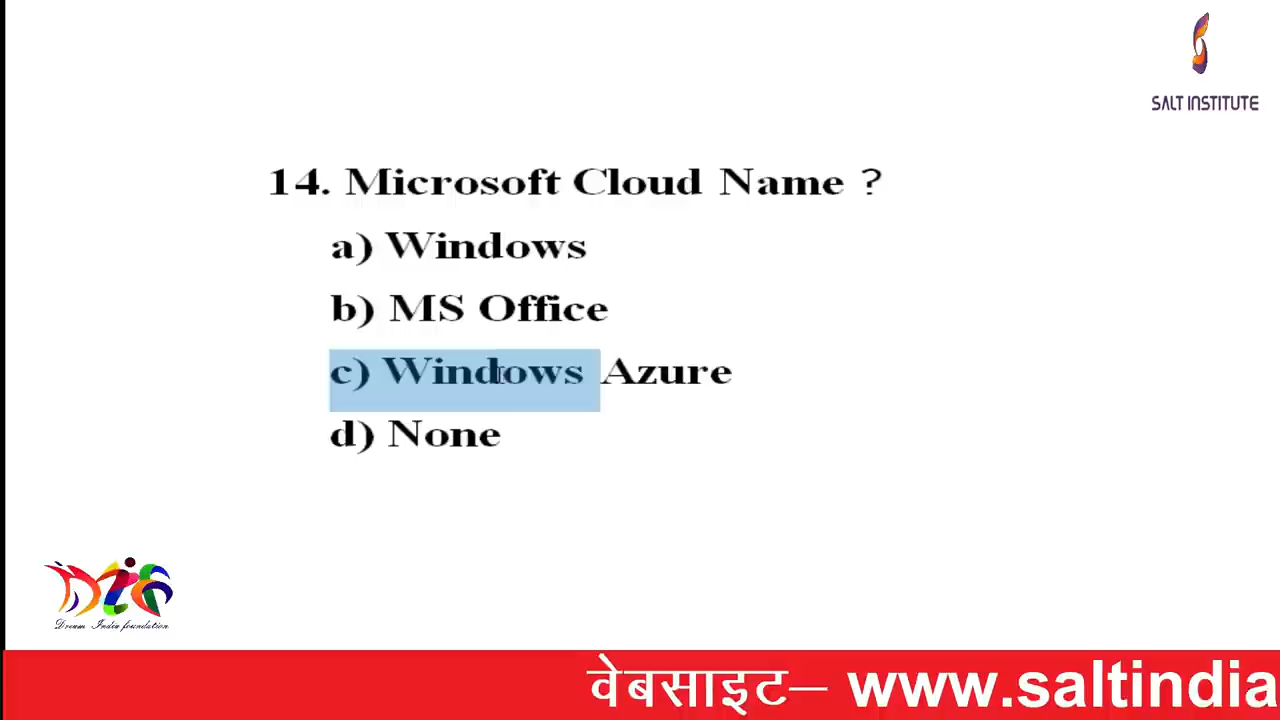 SALT INSTITUTE
14. Microsoft Cloud Name ?
a) Windows
b) MS Office
c) Windows Azure
d) None
Dream India foundation
वेबसाइट– www.saltindia